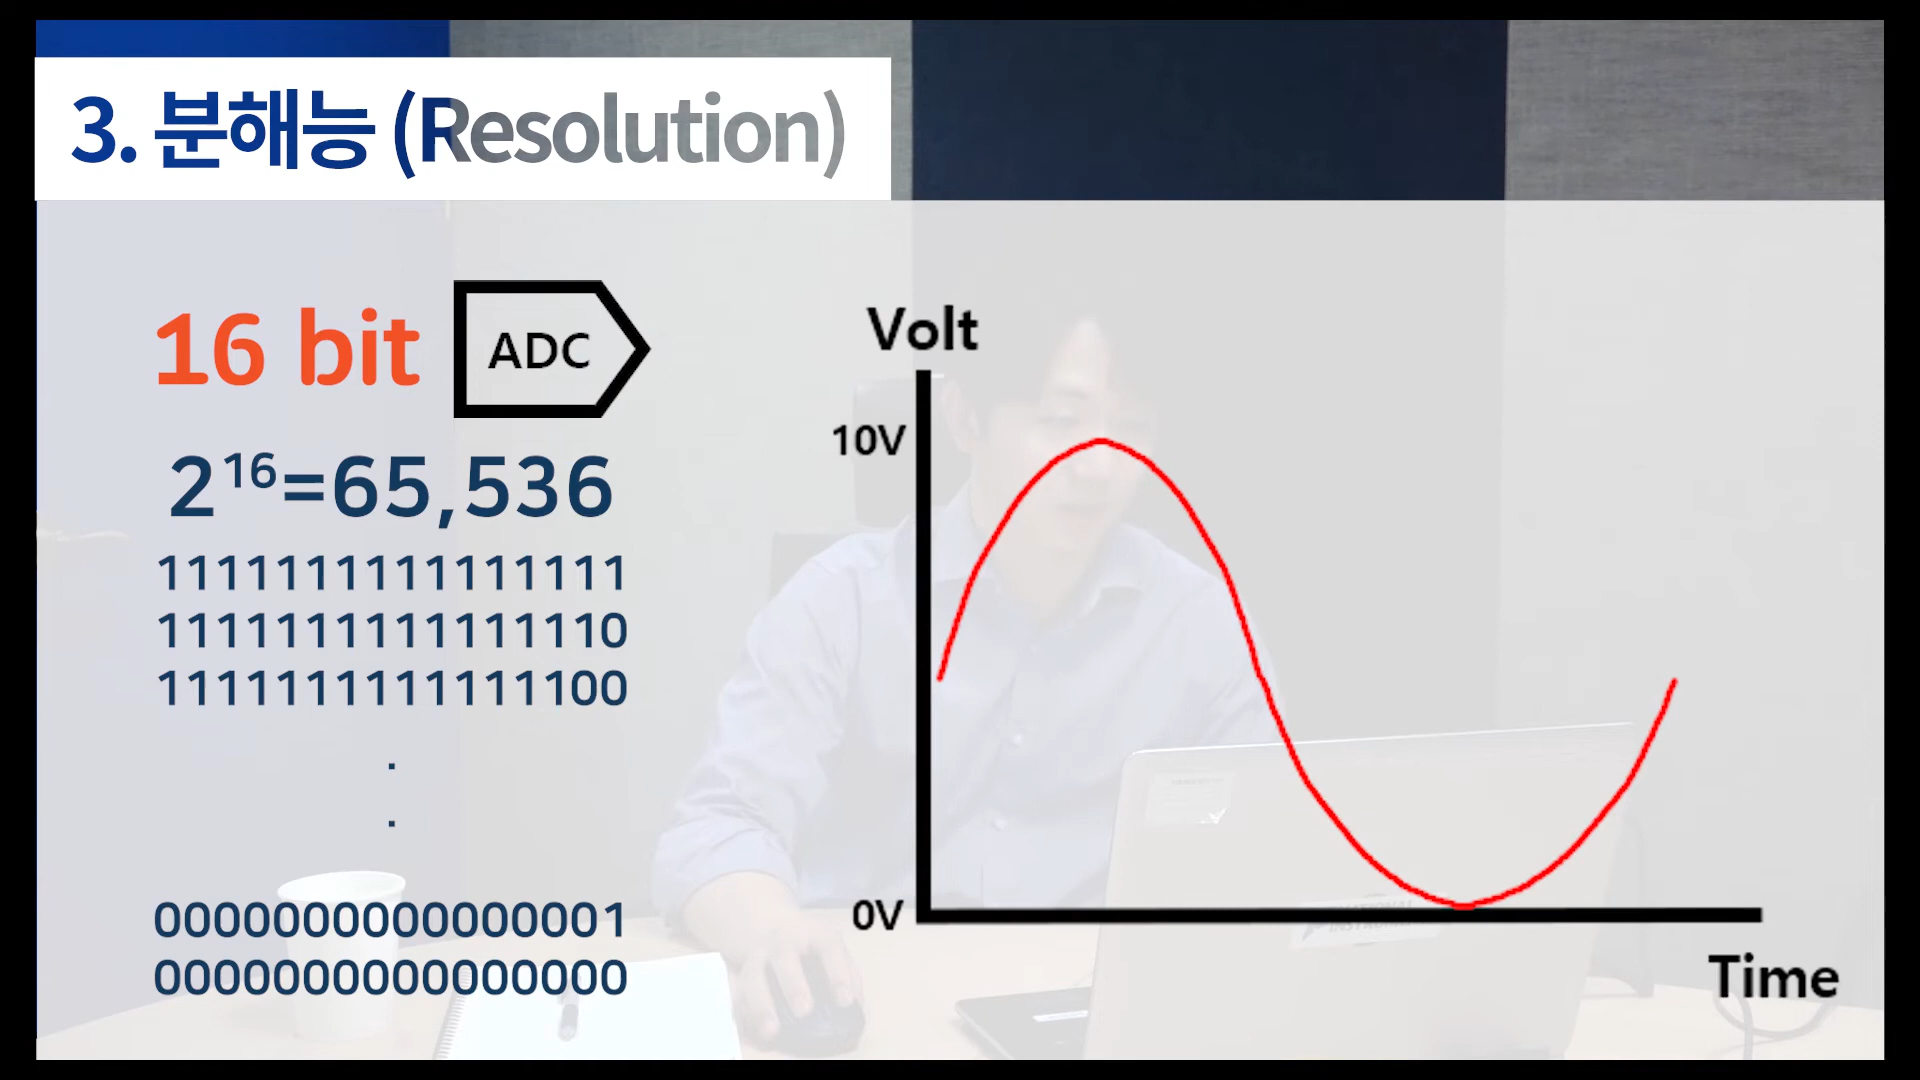 3. 분해능 (Resolution)
16 bit
ADC
2¹⁶=65,536
1111111111111111
1111111111111110
1111111111111100
.
.
0000000000000001
0000000000000000
Volt
10V
0V
Time